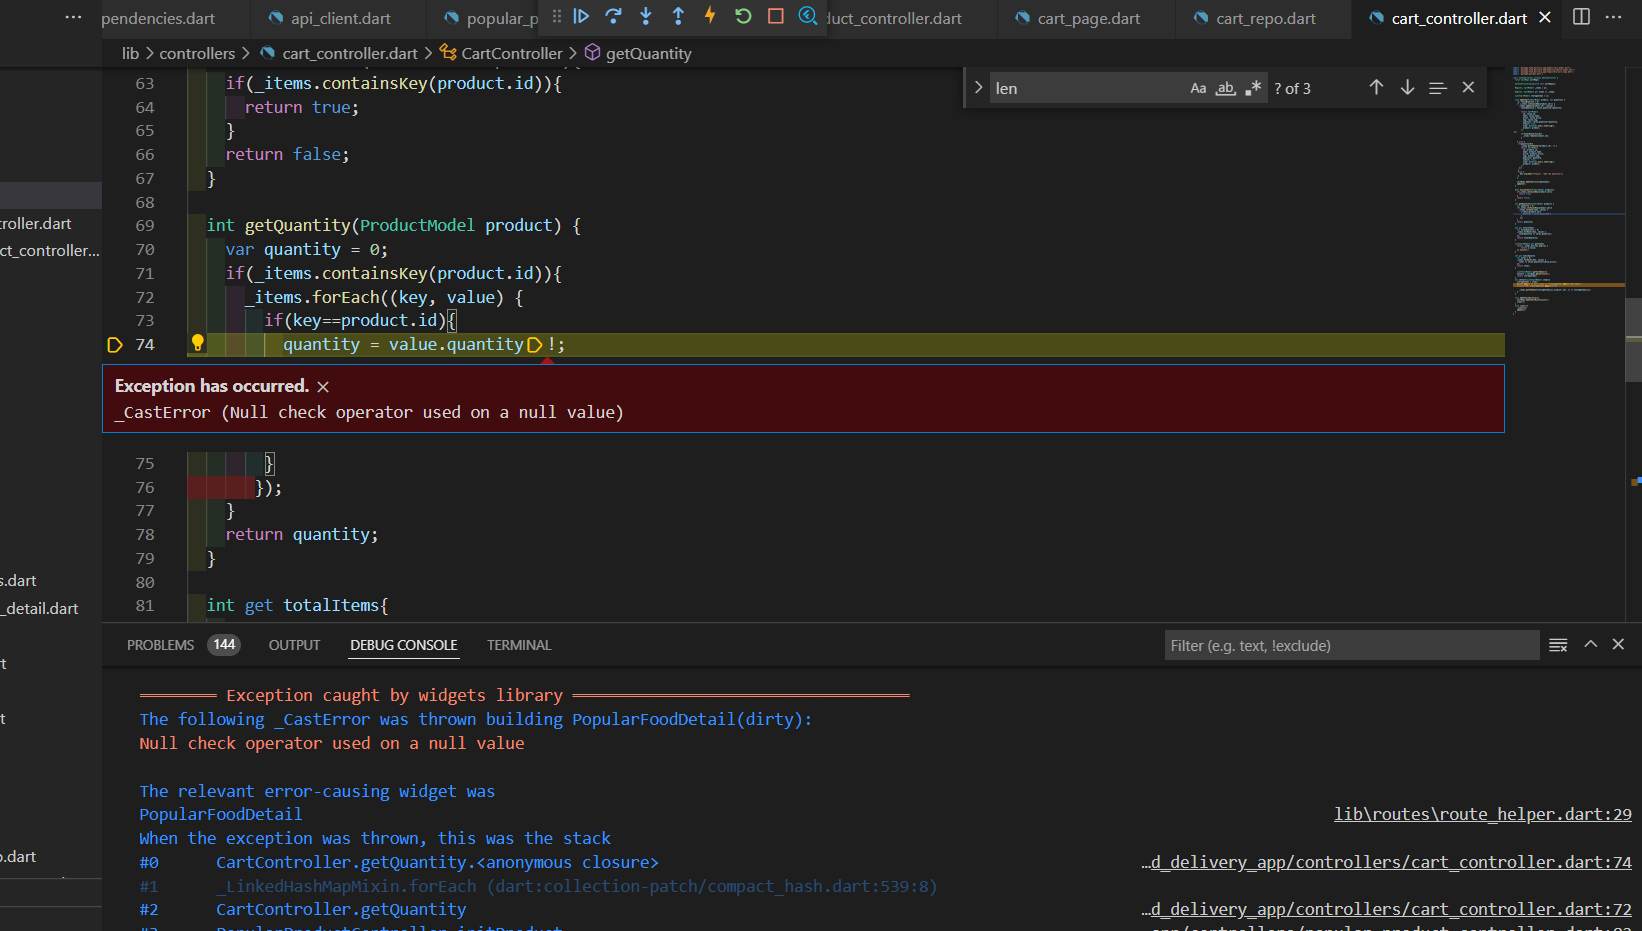 pendencies.dart api_client.dart popular_p duct_controller.dart cart_page.dart cart_repo.dart cart_controller.dart
lib > controllers > cart_controller.dart > CartController > getQuantity
len Aa ab .* ? of 3
63 if(_items.containsKey(product.id)){
64 return true;
65 }
66 return false;
67 }
68
69 int getQuantity(ProductModel product) {
70 var quantity = 0;
71 if(_items.containsKey(product.id)){
72 _items.forEach((key, value) {
73 if(key==product.id){
74 quantity = value.quantity!;
Exception has occurred.
_CastError (Null check operator used on a null value)
75 }
76 });
77 }
78 return quantity;
79 }
80
81 int get totalItems{
troller.dart
ct_controller...
s.dart
_detail.dart
rt
t
o.dart
PROBLEMS 144 OUTPUT DEBUG CONSOLE TERMINAL Filter (e.g. text, !exclude)
Exception caught by widgets library
The following _CastError was thrown building PopularFoodDetail(dirty):
Null check operator used on a null value
The relevant error-causing widget was
PopularFoodDetail lib\routes\route_helper.dart:29
When the exception was thrown, this was the stack
#0 CartController.getQuantity.<anonymous closure> …d_delivery_app/controllers/cart_controller.dart:74
#1 _LinkedHashMapMixin.forEach (dart:collection-patch/compact_hash.dart:539:8)
#2 CartController.getQuantity …d_delivery_app/controllers/cart_controller.dart:72